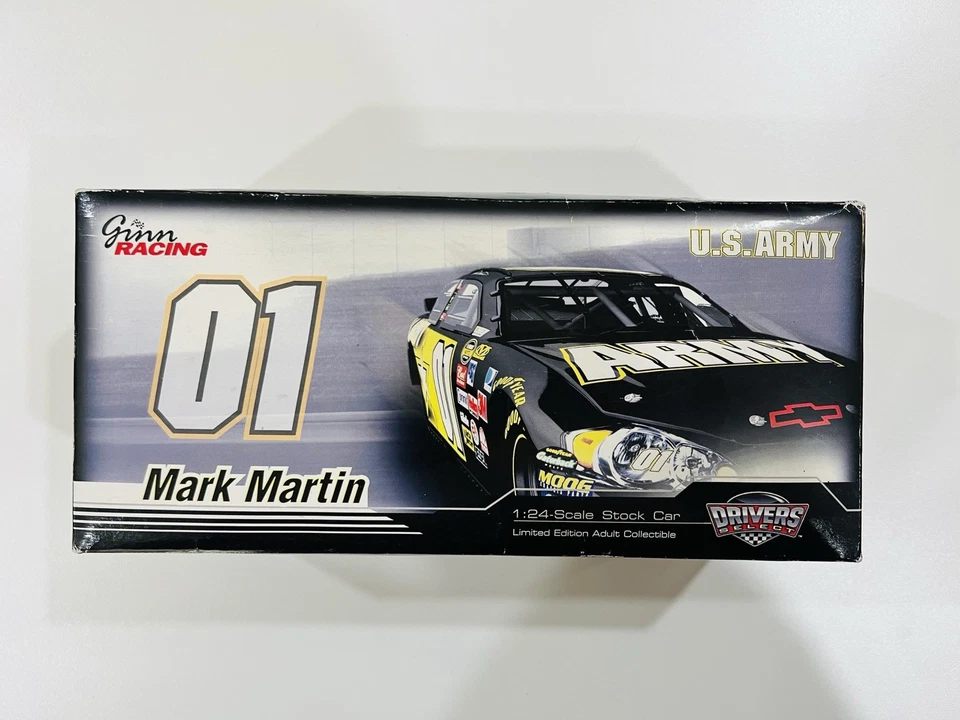 Ginn
RACING
U.S.ARMY
01
ARMY
01
GOODYEAR
01
MOOG
Mark Martin
1:24-Scale Stock Car
Limited Edition Adult Collectible
DRIVERS
SELECT